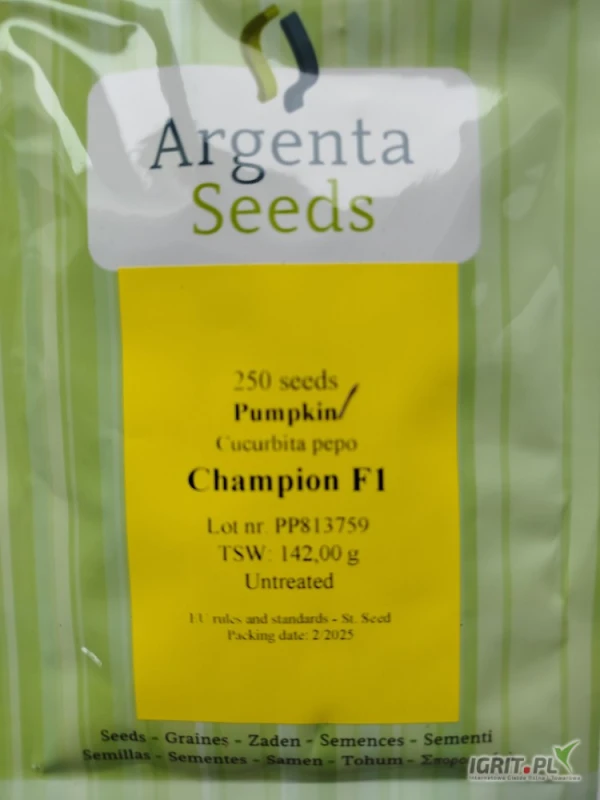 Argenta
Seeds
250 seeds
Pumpkin
Cucurbita pepo
Champion F1
Lot nr. PP813759
TSW: 142,00 g
Untreated
EU rules and standards - St. Seed
Packing date: 2/2025
Seeds - Graines - Zaden - Semences - Sementi
Semillas - Sementes - Samen - Tohum -
IGRIT.PL